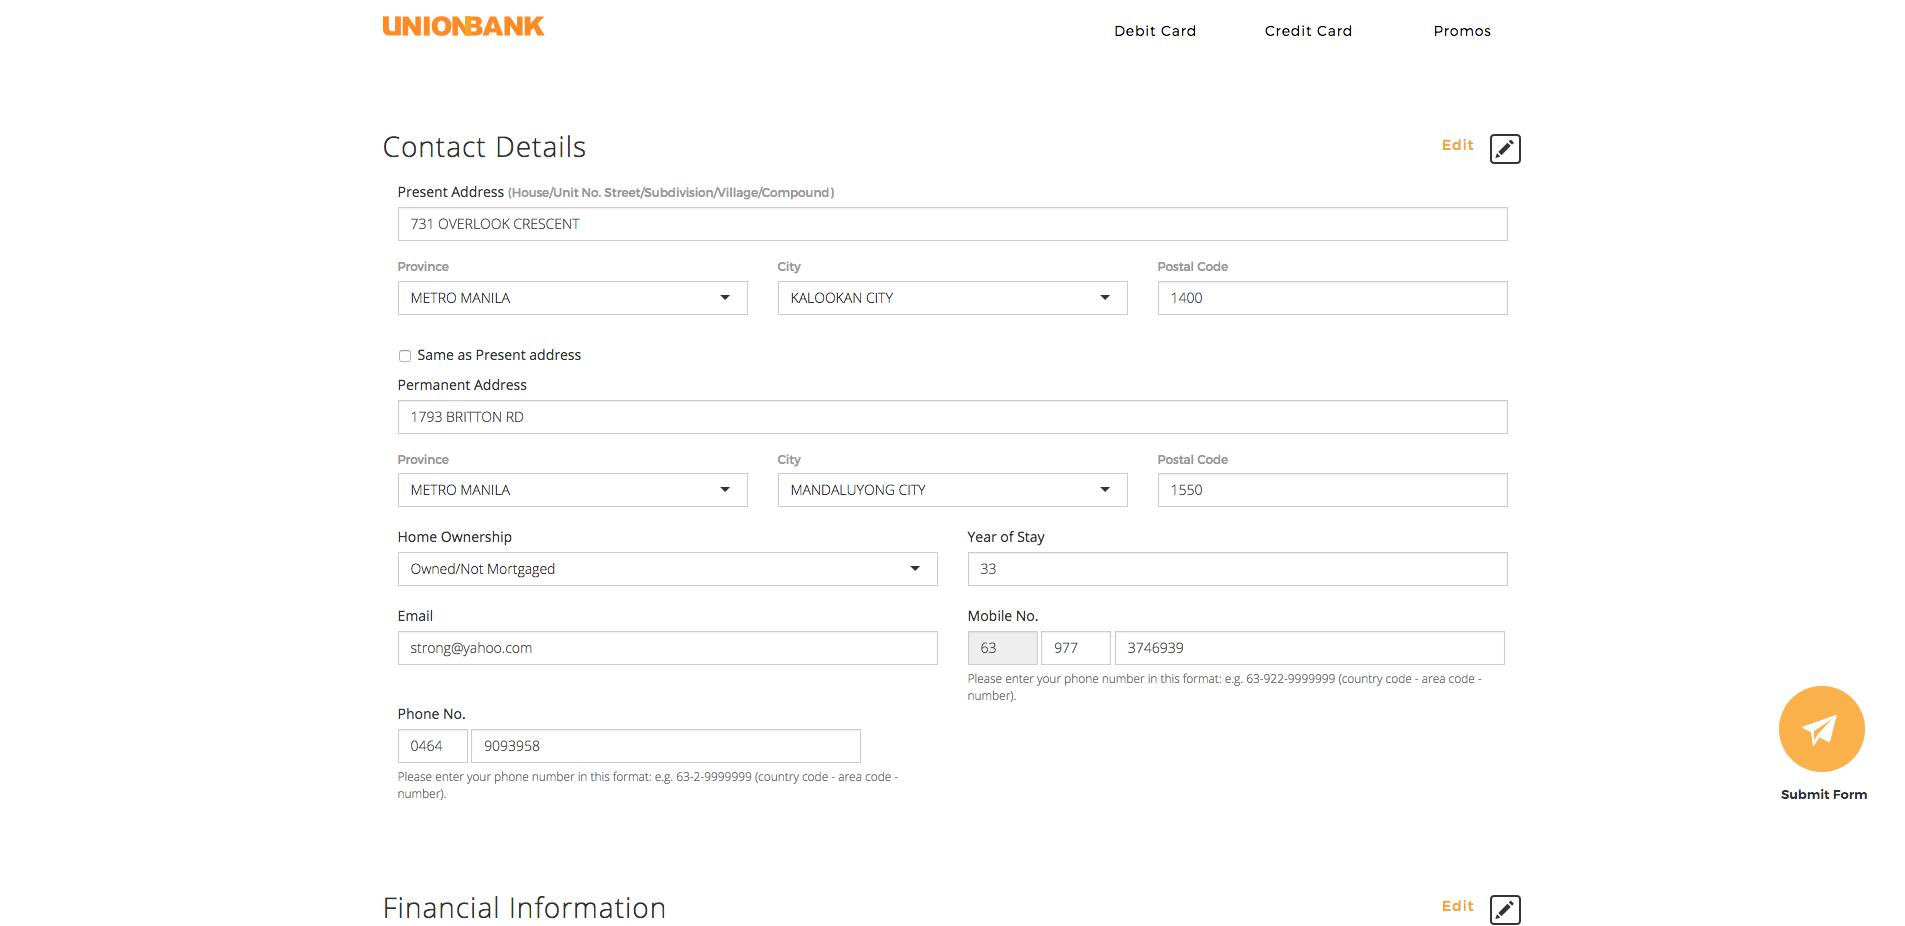 UNIONBANK
Debit Card Credit Card Promos
Contact Details Edit
Present Address (House/Unit No. Street/Subdivision/Village/Compound)
731 OVERLOOK CRESCENT
Province City Postal Code
METRO MANILA KALOOKAN CITY 1400
Same as Present address
Permanent Address
1793 BRITTON RD
Province City Postal Code
METRO MANILA MANDALUYONG CITY 1550
Home Ownership Year of Stay
Owned/Not Mortgaged 33
Email Mobile No.
strong@yahoo.com 63 977 3746939
Please enter your phone number in this format: e.g. 63-922-9999999 (country code - area code -
number).
Phone No.
0464 9093958
Please enter your phone number in this format: e.g. 63-2-9999999 (country code - area code -
number).
Submit Form
Financial Information Edit